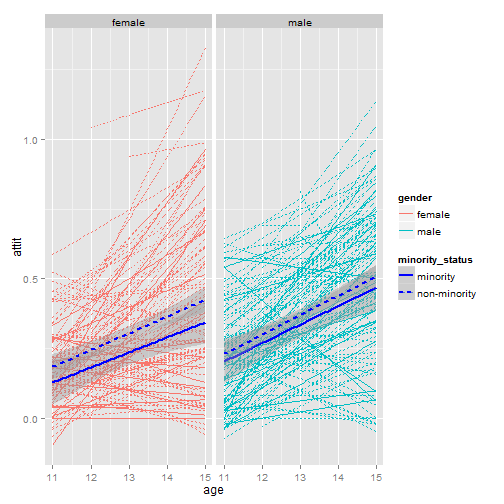 female male
1.0
0.5
0.0
attit
11 12 13 14 15 11 12 13 14 15
age
gender
female
male
minority_status
minority
non-minority